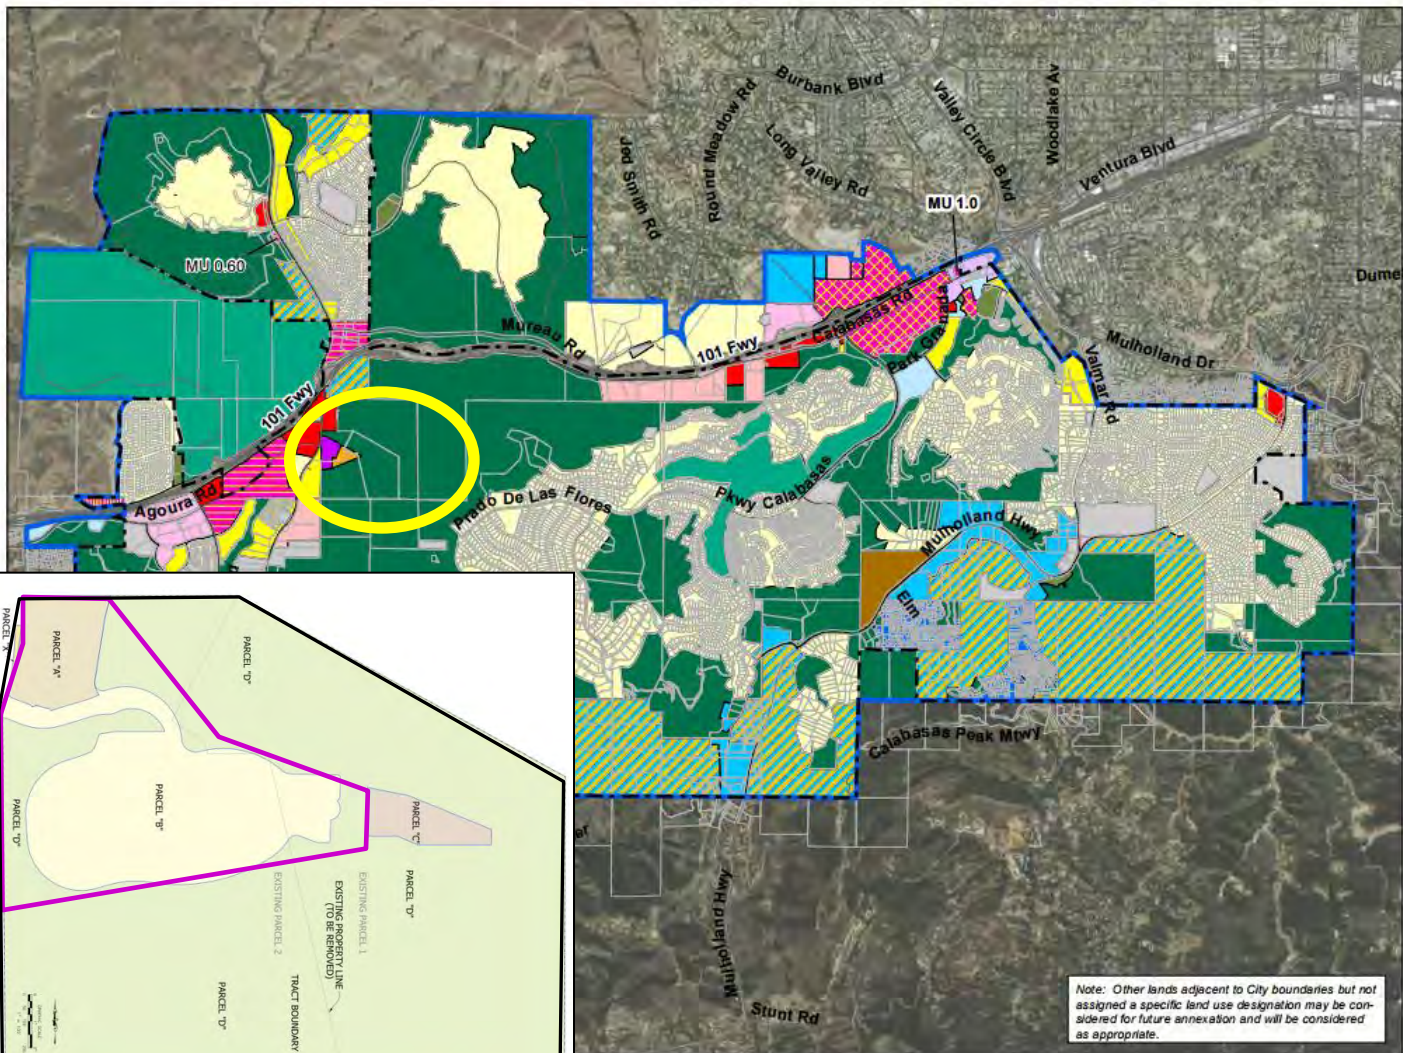 Burbank Blvd
Valley Circle Blvd
Woodlake Av
Ventura Blvd
Round Meadow Rd
Long Valley Rd
Jed Smith Rd
MU 1.0
MU 0.60
Dume
Mureau Rd
101 Fwy
Calabasas Rd
Park Granada
Mulholland Dr
Valmar Rd
101 Fwy
Agoura Rd
Prado De Las Flores
Pkwy Calabasas
Mulholland Hwy
Elm
Calabasas Peak Mtwy
er
Mulholland Hwy
Stunt Rd
PARCEL "A"
PARCEL "D"
PARCEL "B"
PARCEL "C"
PARCEL "D"
PARCEL "D"
EXISTING PARCEL 1
EXISTING PROPERTY LINE
(TO BE REMOVED)
EXISTING PARCEL 2
TRACT BOUNDARY
PARCEL "D"
Note: Other lands adjacent to City boundaries but not
assigned a specific land use designation may be con-
sidered for future annexation and will be considered
as appropriate.